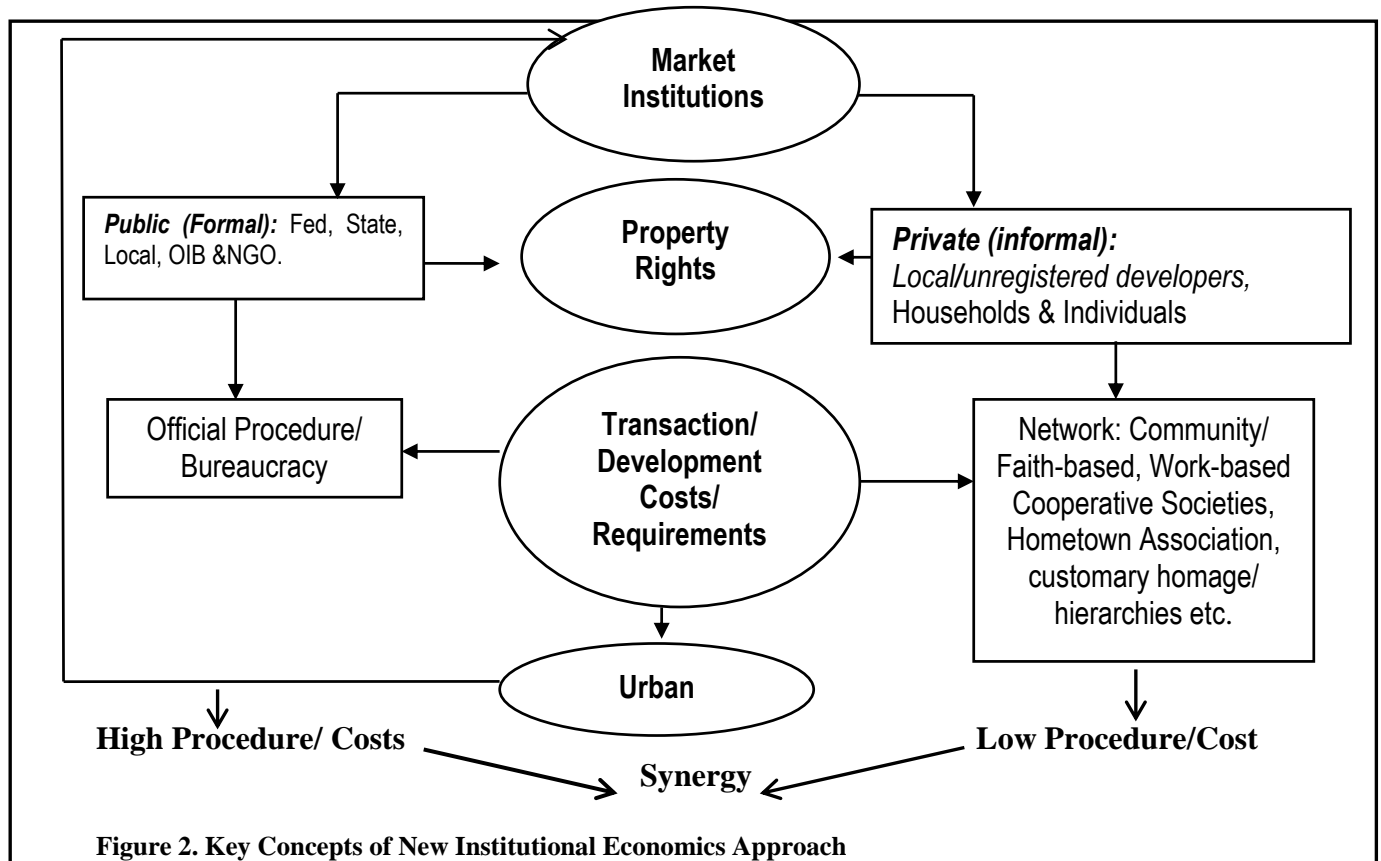 Market
Institutions
Public (Formal): Fed, State,
Local, OIB &NGO.
Property
Rights
Private (informal):
Local/unregistered developers,
Households & Individuals
Official Procedure/
Bureaucracy
Transaction/
Development
Costs/
Requirements
Network: Community/
Faith-based, Work-based
Cooperative Societies,
Hometown Association,
customary homage/
hierarchies etc.
Urban
High Procedure/ Costs
Low Procedure/Cost
Synergy
Figure 2. Key Concepts of New Institutional Economics Approach